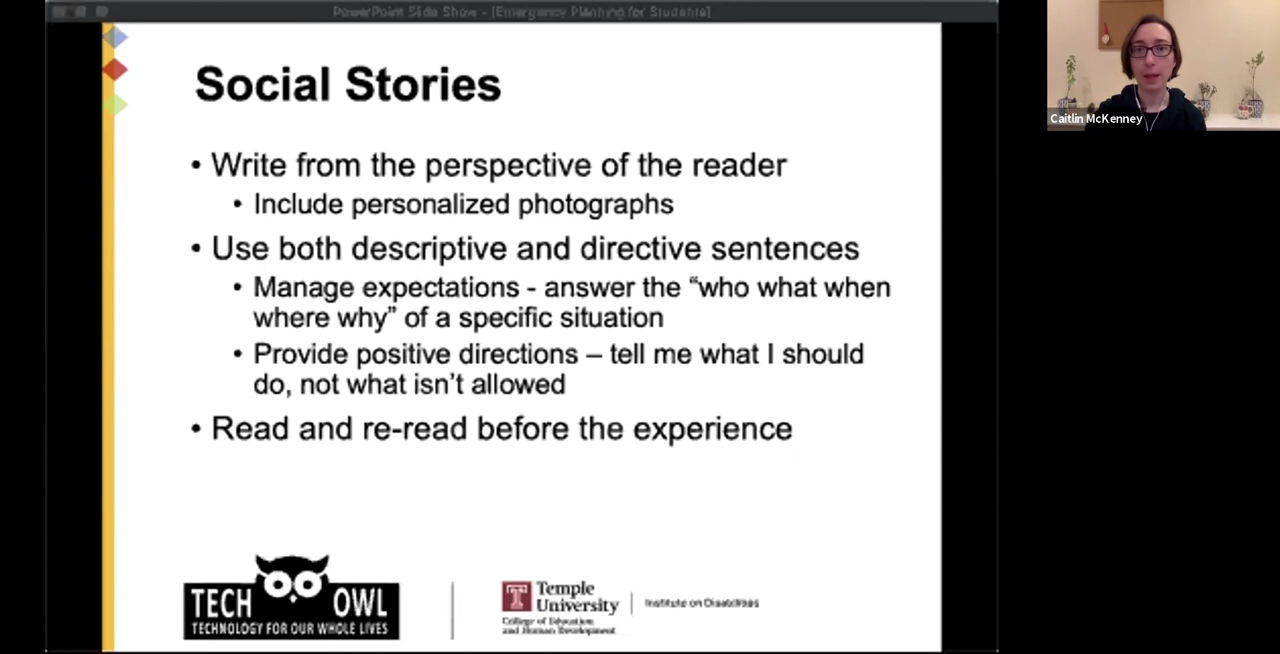 PowerPoint Slide Show - [Emergency Planning for Students]
Social Stories
• Write from the perspective of the reader
• Include personalized photographs
• Use both descriptive and directive sentences
• Manage expectations - answer the “who what when
where why” of a specific situation
• Provide positive directions – tell me what I should
do, not what isn’t allowed
• Read and re-read before the experience
TECH OWL
TECHNOLOGY FOR OUR WHOLE LIVES
T
Temple
University
College of Education
and Human Development
Institute on Disabilities
Caitlin McKenney